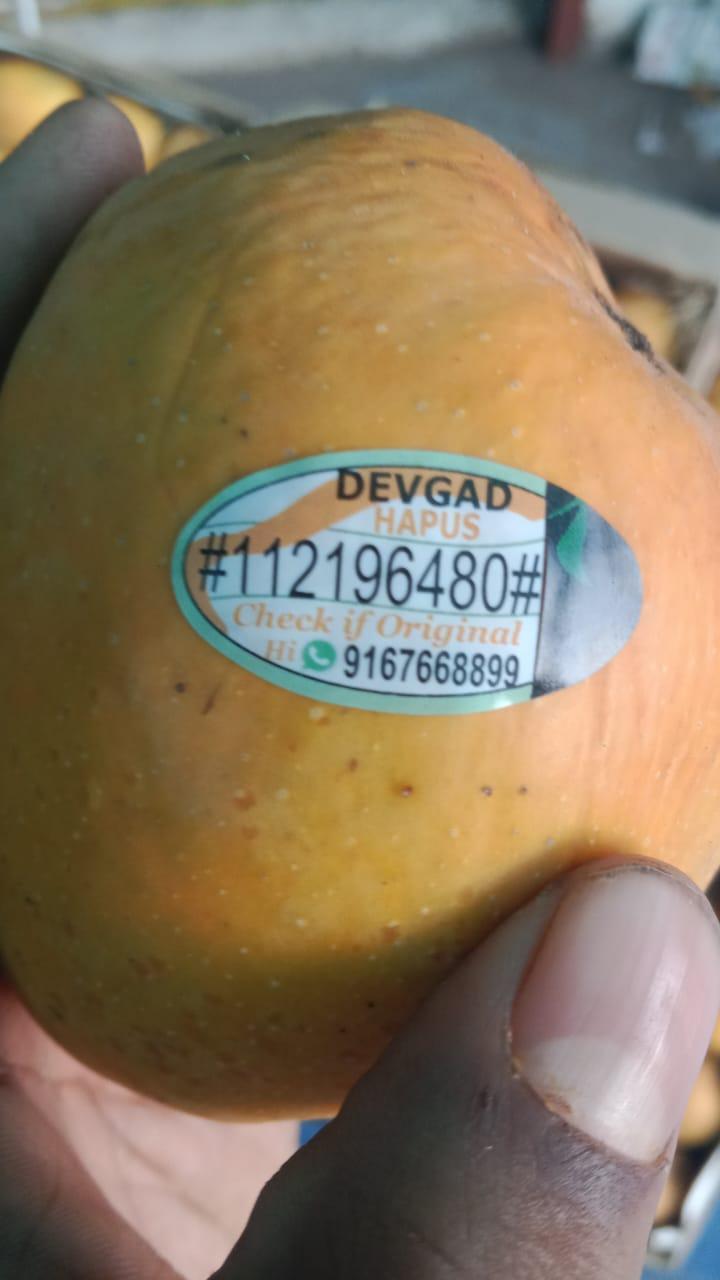 DEVGAD
HAPUS
#112196480#
Check if Original
Hi 9167668899